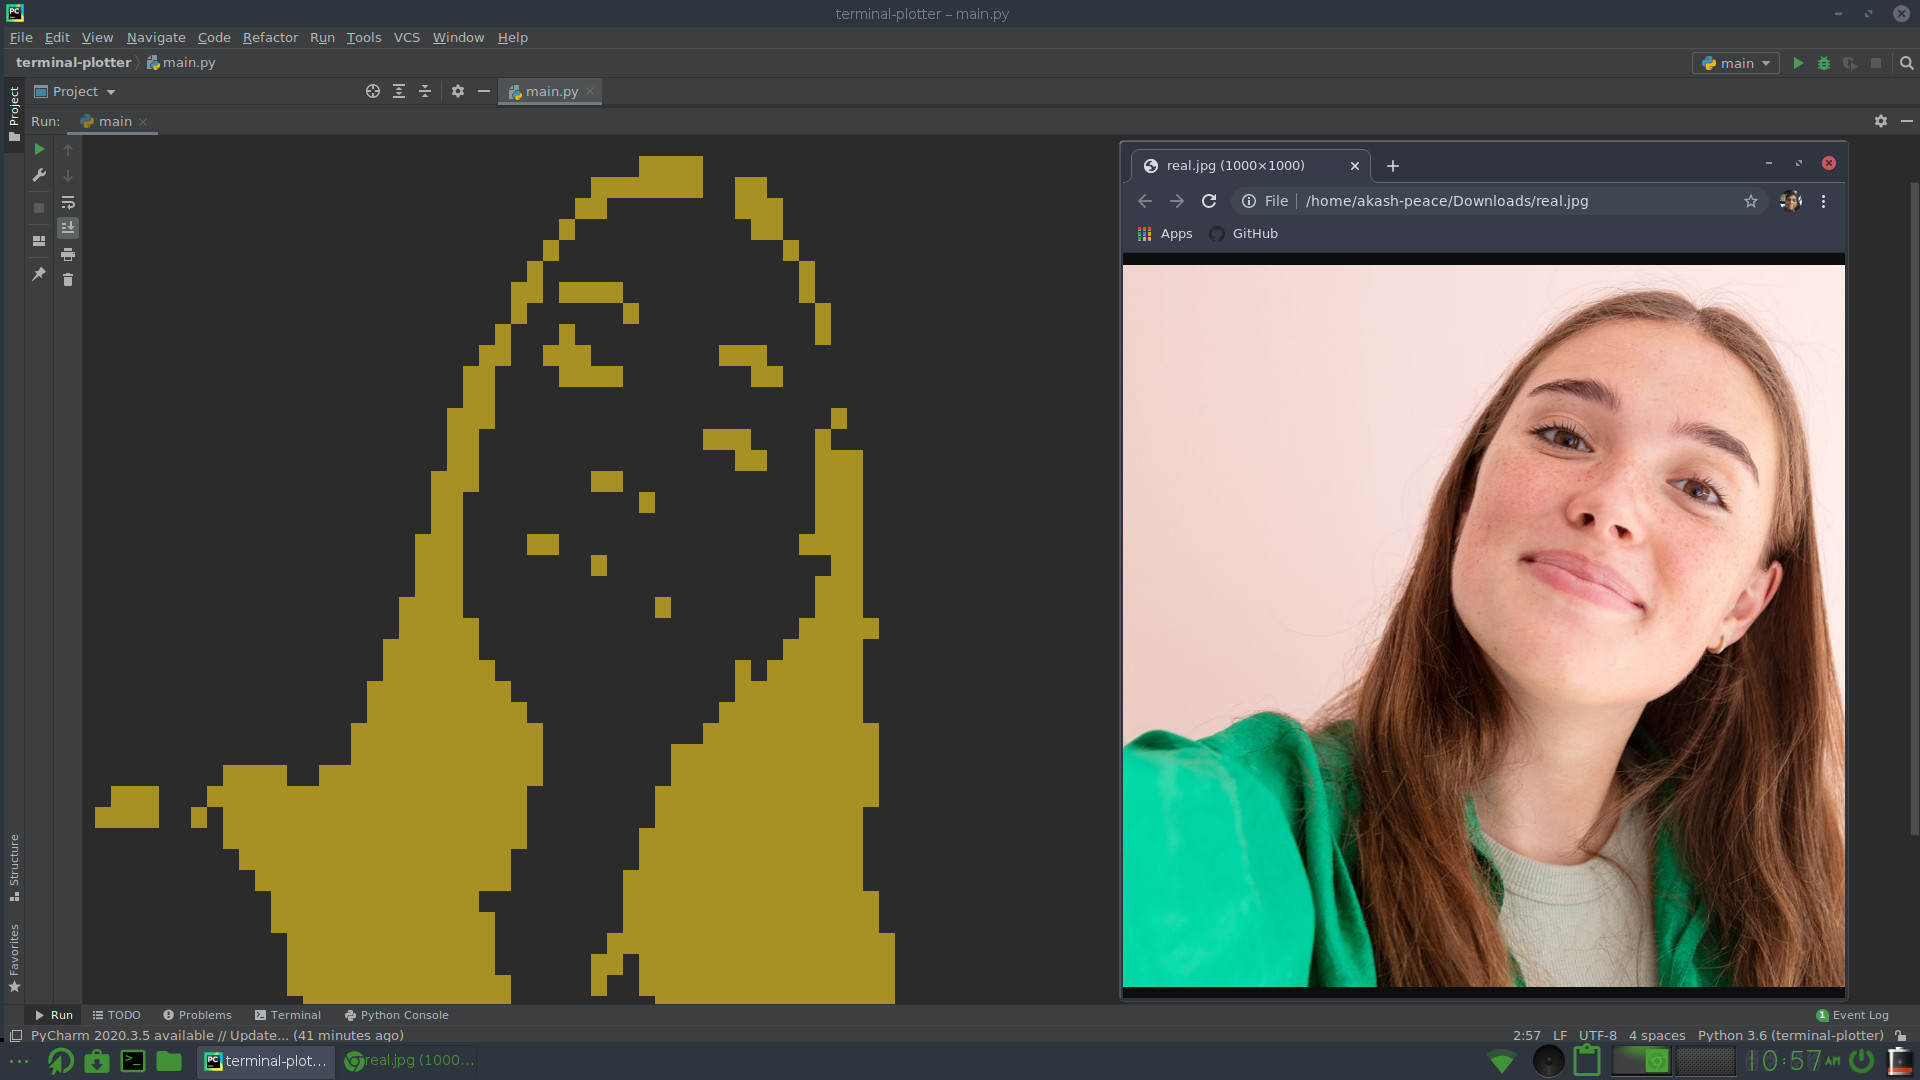 terminal-plotter – main.py
File Edit View Navigate Code Refactor Run Tools VCS Window Help
terminal-plotter main.py
main
Project
Project
main.py
Run: main
real.jpg (1000×1000)
File /home/akash-peace/Downloads/real.jpg
Apps GitHub
Structure
Favorites
Run TODO Problems Terminal Python Console
1 Event Log
PyCharm 2020.3.5 available // Update... (41 minutes ago)
2:57 LF UTF-8 4 spaces Python 3.6 (terminal-plotter)
terminal-plot...
real.jpg (1000...
10:57 AM